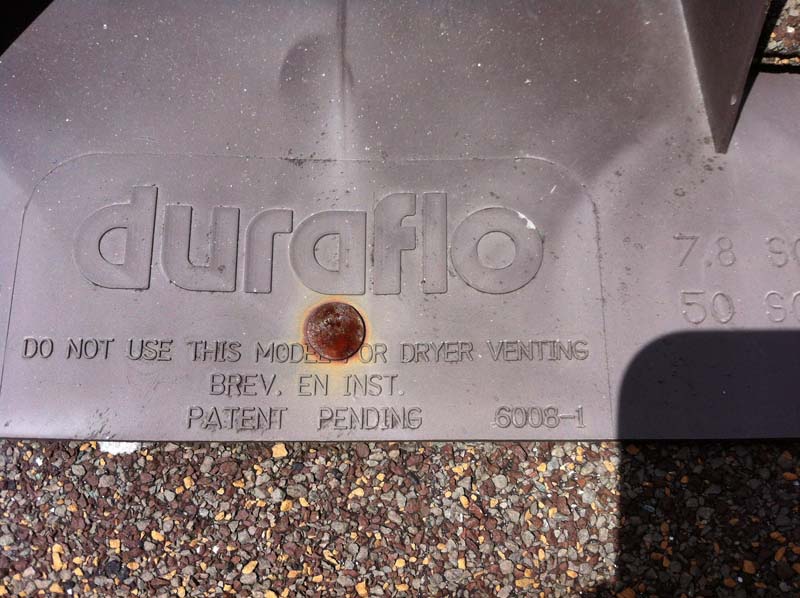 duraflo
DO NOT USE THIS MODEL FOR DRYER VENTING
BREV. EN INST.
PATENT PENDING 6008-1
7.8
50